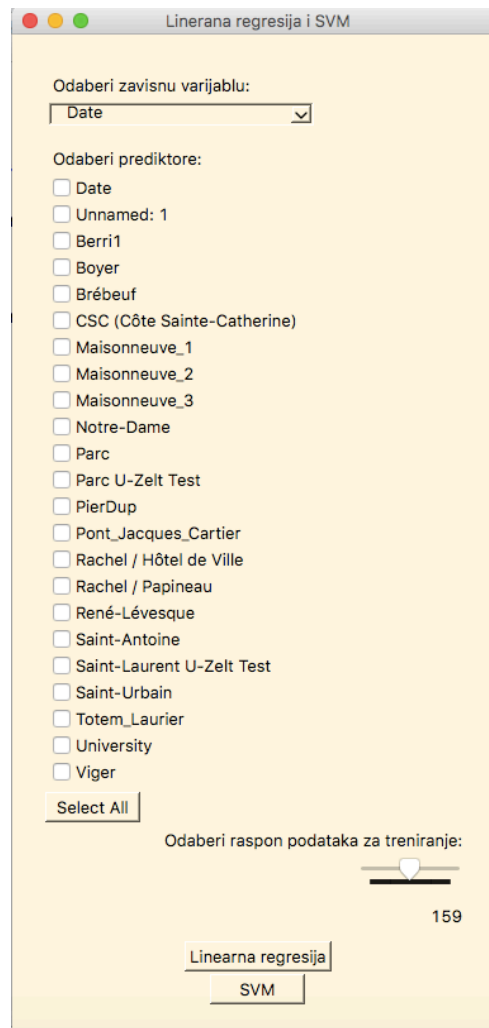 Linerana regresija i SVM
Odaberi zavisnu varijablu:
Date
Odaberi prediktore:
Date
Unnamed: 1
Berri1
Boyer
Brébeuf
CSC (Côte Sainte-Catherine)
Maisonneuve_1
Maisonneuve_2
Maisonneuve_3
Notre-Dame
Parc
Parc U-Zelt Test
PierDup
Pont_Jacques_Cartier
Rachel / Hôtel de Ville
Rachel / Papineau
René-Lévesque
Saint-Antoine
Saint-Laurent U-Zelt Test
Saint-Urbain
Totem_Laurier
University
Viger
Select All
Odaberi raspon podataka za treniranje:
159
Linearna regresija
SVM